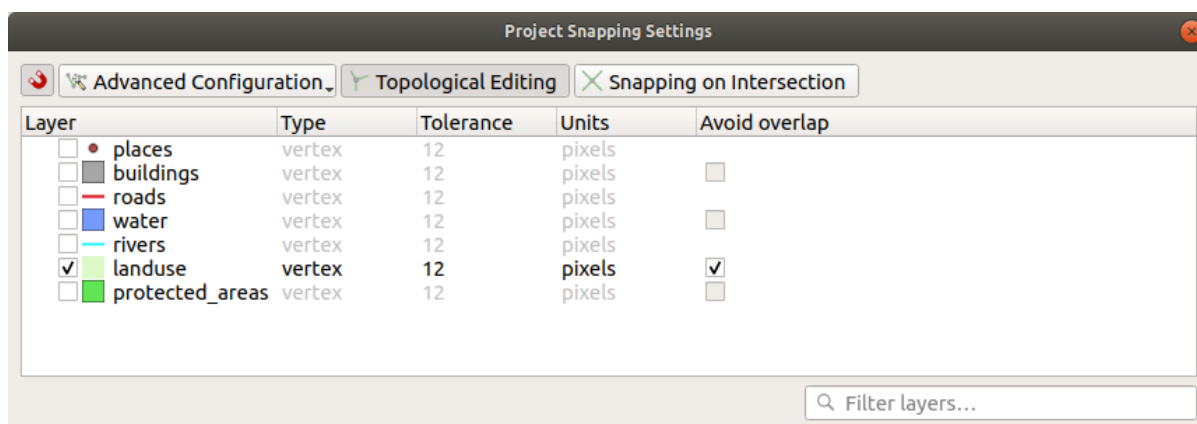 Project Snapping Settings
Advanced Configuration Topological Editing Snapping on Intersection
Layer Type Tolerance Units Avoid overlap
places vertex 12 pixels
buildings vertex 12 pixels
roads vertex 12 pixels
water vertex 12 pixels
rivers vertex 12 pixels
landuse vertex 12 pixels
protected_areas vertex 12 pixels
Filter layers...